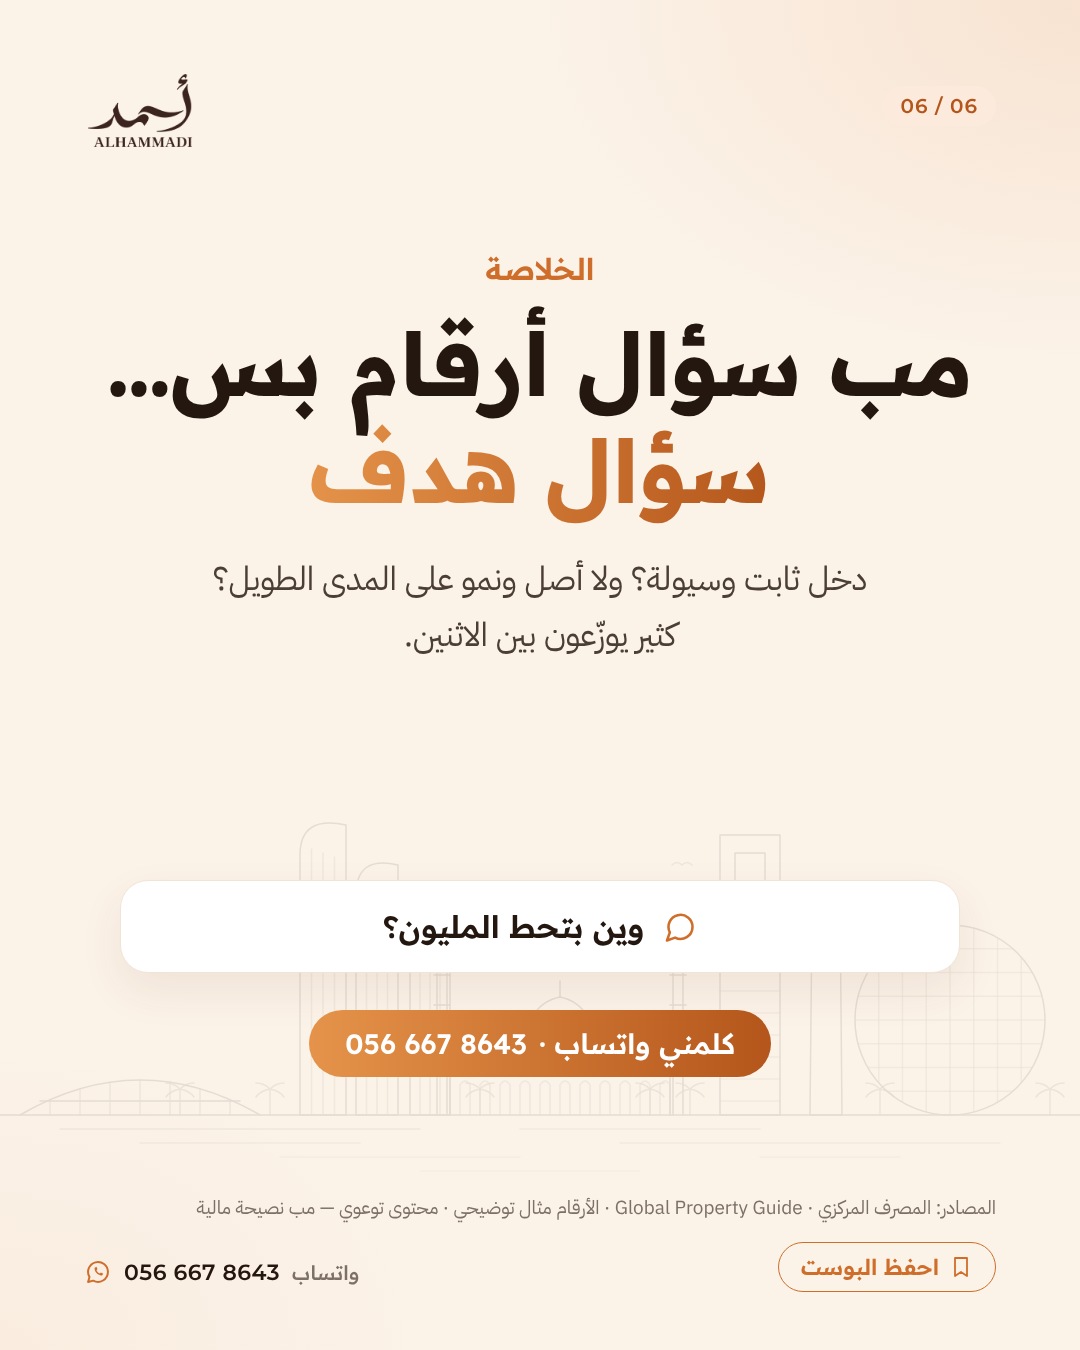 أحمد
ALHAMMADI
06 / 06
الخلاصة
مب سؤال أرقام بس...
سؤال هدف
دخل ثابت وسيولة؟ ولا أصل ونمو على المدى الطويل؟
كثير يوزّعون بين الاثنين.
وين بتحط المليون؟
كلمني واتساب · 056 667 8643
المصادر: المصرف المركزي · Global Property Guide · الأرقام مثال توضيحي · محتوى توعوي — مب نصيحة مالية
احفظ البوست
واتساب 056 667 8643